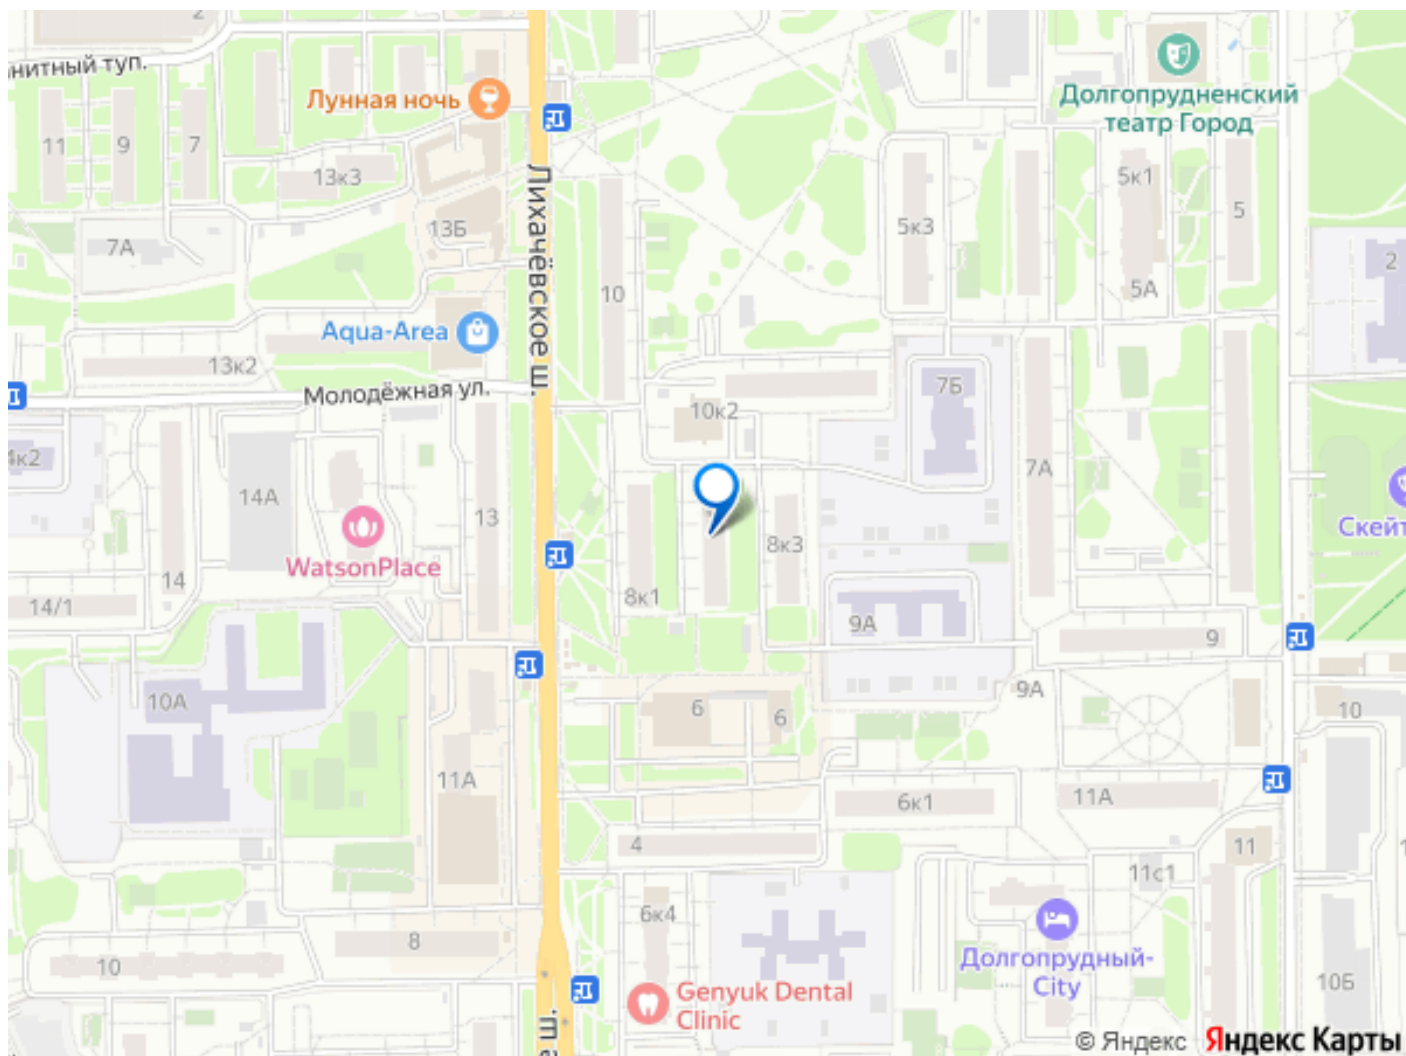 2
нитный туп.
Лунная ночь
Долгопрудненский
театр Город
11
9
7
13к3
5к1
5
5к3
13Б
7А
2
Лихачёвское ш.
10
5А
Aqua-Area
13к2
Молодёжная ул.
7Б
10к2
4к2
7А
14А
13
Скейт
WatsonPlace
8к3
14
14/1
8к1
9А
9
9А
10А
6
6
10
11А
6к1
11А
4
11
11с1
6к4
8
10
Долгопрудный-
City
10Б
Genyuk Dental
Clinic
ш.
© Яндекс Яндекс Карты